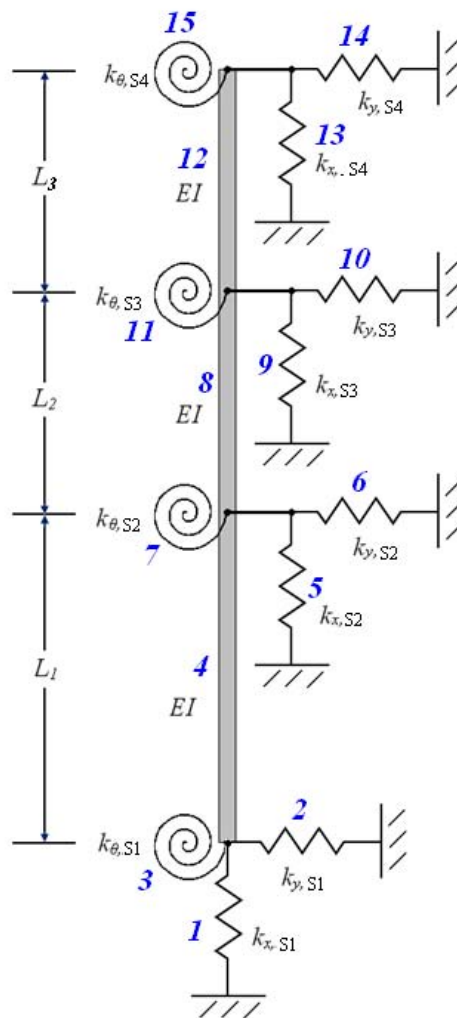 15
14
kθ,S4
ky,S4
13
12
kx,.S4
L3
EI
10
kθ,S3
ky,S3
11
9
8
kx,S3
L2
EI
6
kθ,S2
ky,S2
7
5
kx,S2
4
L1
EI
2
kθ,S1
ky,S1
3
1
kx,.S1